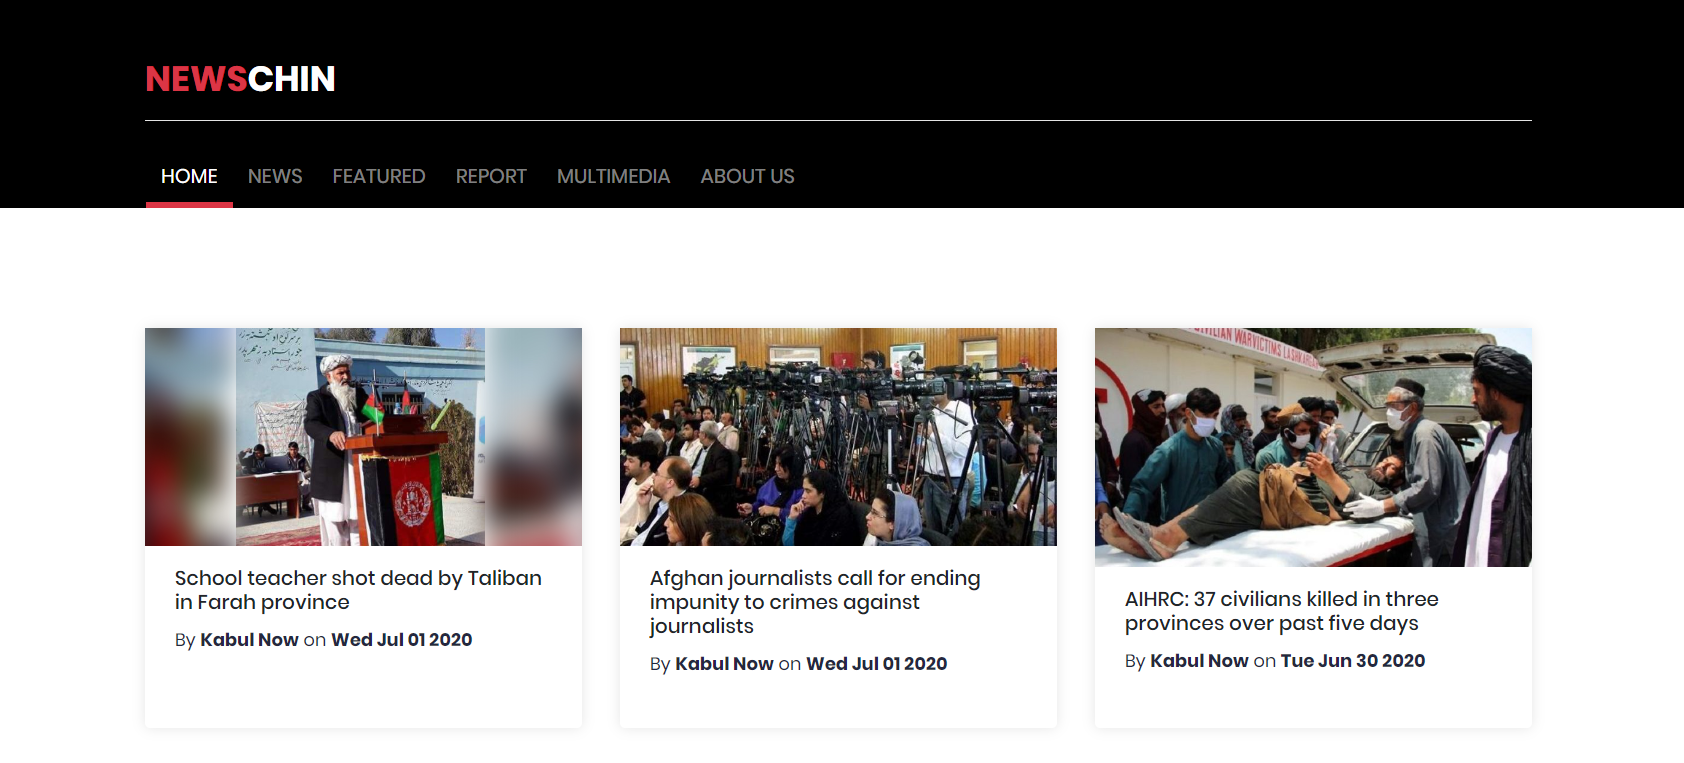 NEWSCHIN
HOME NEWS FEATURED REPORT MULTIMEDIA ABOUT US
CIVILIAN WARVICTIMS LASHKARGAH
School teacher shot dead by Taliban
in Farah province
By Kabul Now on Wed Jul 01 2020
Afghan journalists call for ending
impunity to crimes against
journalists
By Kabul Now on Wed Jul 01 2020
AIHRC: 37 civilians killed in three
provinces over past five days
By Kabul Now on Tue Jun 30 2020